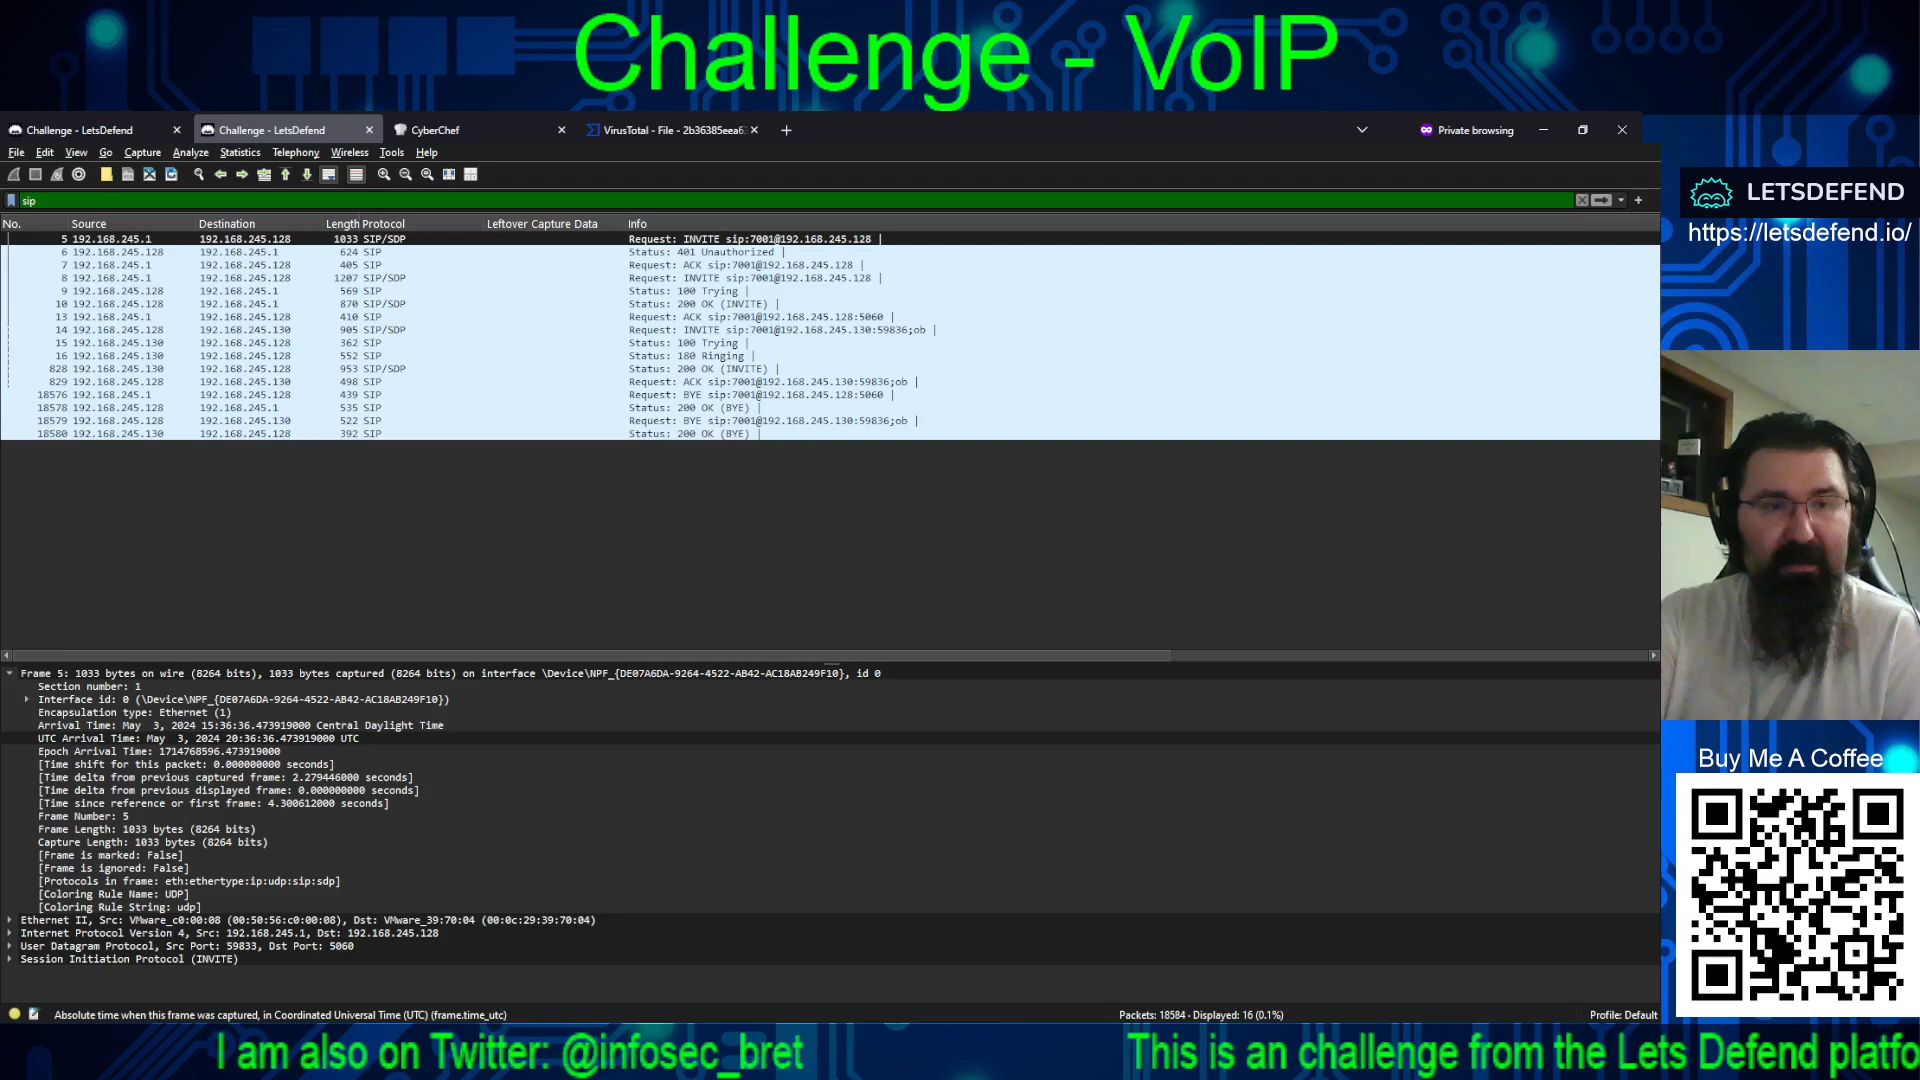 Challenge - VoIP
Challenge - LetsDefend
Challenge - LetsDefend
CyberChef
VirusTotal - File - 2b36385eea6
Private browsing
File Edit View Go Capture Analyze Statistics Telephony Wireless Tools Help
sip
No. Source Destination Length Protocol Leftover Capture Data Info
5 192.168.245.1 192.168.245.128 1033 SIP/SDP Request: INVITE sip:7001@192.168.245.128 |
6 192.168.245.128 192.168.245.1 624 SIP Status: 401 Unauthorized |
7 192.168.245.1 192.168.245.128 405 SIP Request: ACK sip:7001@192.168.245.128 |
8 192.168.245.1 192.168.245.128 1207 SIP/SDP Request: INVITE sip:7001@192.168.245.128 |
9 192.168.245.128 192.168.245.1 569 SIP Status: 100 Trying |
10 192.168.245.128 192.168.245.1 870 SIP/SDP Status: 200 OK (INVITE) |
13 192.168.245.1 192.168.245.128 410 SIP Request: ACK sip:7001@192.168.245.128:5060 |
14 192.168.245.128 192.168.245.130 905 SIP/SDP Request: INVITE sip:7001@192.168.245.130:59836;ob |
15 192.168.245.130 192.168.245.128 362 SIP Status: 100 Trying |
16 192.168.245.130 192.168.245.128 552 SIP Status: 180 Ringing |
828 192.168.245.130 192.168.245.128 953 SIP/SDP Status: 200 OK (INVITE) |
829 192.168.245.128 192.168.245.130 498 SIP Request: ACK sip:7001@192.168.245.130:59836;ob |
18576 192.168.245.1 192.168.245.128 439 SIP Request: BYE sip:7001@192.168.245.128:5060 |
18578 192.168.245.128 192.168.245.1 535 SIP Status: 200 OK (BYE) |
18579 192.168.245.128 192.168.245.130 522 SIP Request: BYE sip:7001@192.168.245.130:59836;ob |
18580 192.168.245.130 192.168.245.128 392 SIP Status: 200 OK (BYE) |
Frame 5: 1033 bytes on wire (8264 bits), 1033 bytes captured (8264 bits) on interface \Device\NPF_{DE07A6DA-9264-4522-AB42-AC18AB249F10}, id 0
Section number: 1
Interface id: 0 (\Device\NPF_{DE07A6DA-9264-4522-AB42-AC18AB249F10})
Encapsulation type: Ethernet (1)
Arrival Time: May 3, 2024 15:36:36.473919000 Central Daylight Time
UTC Arrival Time: May 3, 2024 20:36:36.473919000 UTC
Epoch Arrival Time: 1714768596.473919000
[Time shift for this packet: 0.000000000 seconds]
[Time delta from previous captured frame: 2.279446000 seconds]
[Time delta from previous displayed frame: 0.000000000 seconds]
[Time since reference or first frame: 4.300612000 seconds]
Frame Number: 5
Frame Length: 1033 bytes (8264 bits)
Capture Length: 1033 bytes (8264 bits)
[Frame is marked: False]
[Frame is ignored: False]
[Protocols in frame: eth:ethertype:ip:udp:sip:sdp]
[Coloring Rule Name: UDP]
[Coloring Rule String: udp]
Ethernet II, Src: VMware_c0:00:08 (00:50:56:c0:00:08), Dst: VMware_39:70:04 (00:0c:29:39:70:04)
Internet Protocol Version 4, Src: 192.168.245.1, Dst: 192.168.245.128
User Datagram Protocol, Src Port: 59833, Dst Port: 5060
Session Initiation Protocol (INVITE)
Absolute time when this frame was captured, in Coordinated Universal Time (UTC) (frame.time_utc)
Packets: 18584 · Displayed: 16 (0.1%)
Profile: Default
LETSDEFEND
https://letsdefend.io/
Buy Me A Coffee
I am also on Twitter: @infosec_bret
This is an challenge from the Lets Defend platfo